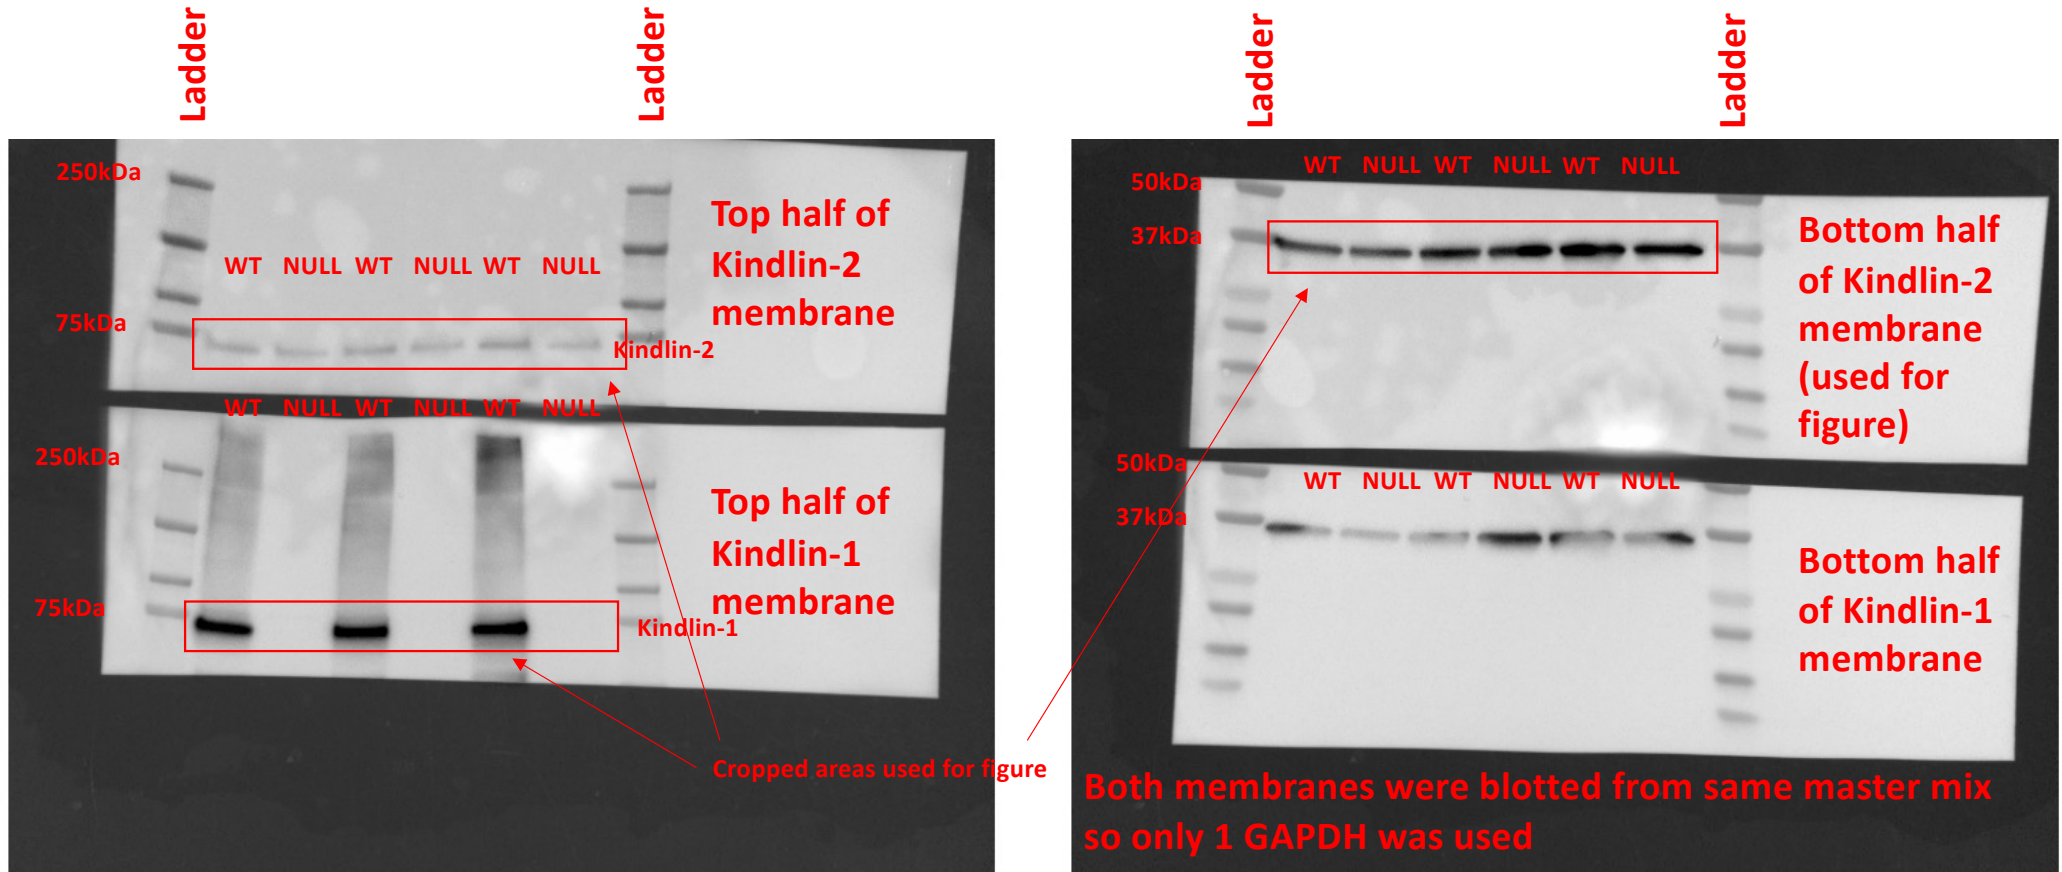 Ladder
Ladder
250kDa
WT NULL WT NULL WT NULL
75kDa
Kindlin-2
Top half of
Kindlin-2
membrane
WT NULL WT NULL WT NULL
250kDa
75kDa
Kindlin-1
Top half of
Kindlin-1
membrane
Cropped areas used for figure
Ladder
Ladder
WT NULL WT NULL WT NULL
50kDa
37kDa
Bottom half
of Kindlin-2
membrane
(used for
figure)
50kDa
WT NULL WT NULL WT NULL
37kDa
Bottom half
of Kindlin-1
membrane
Both membranes were blotted from same master mix
so only 1 GAPDH was used